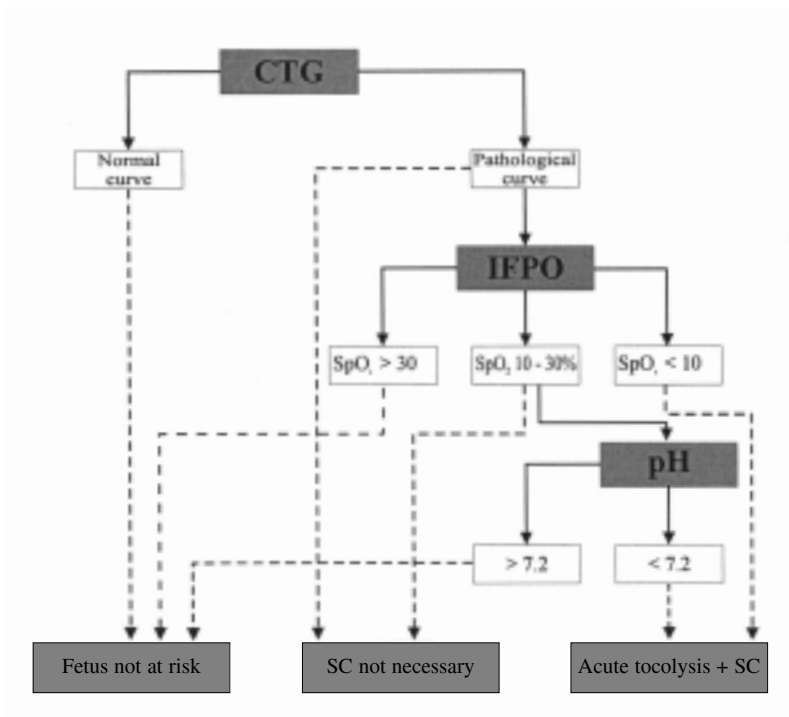 CTG
Normal
curve
Pathological
curve
IFPO
SpO₂ > 30
SpO₂ 10 - 30%
SpO₂ < 10
pH
> 7.2
< 7.2
Fetus not at risk
SC not necessary
Acute tocolysis + SC